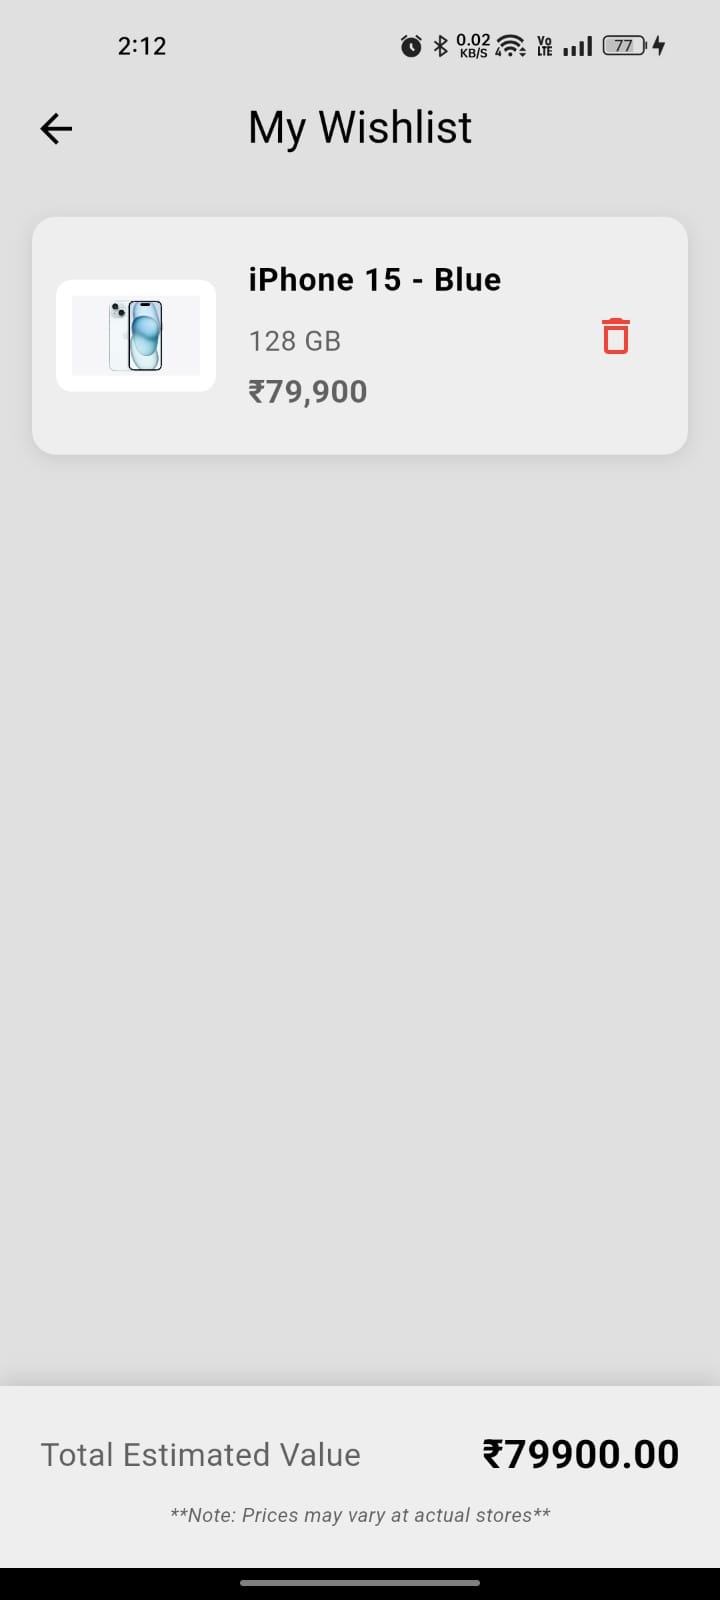 2:12
0.02
KB/S
4
Vo
LTE
77
My Wishlist
iPhone 15 - Blue
128 GB
₹79,900
Total Estimated Value
₹79900.00
**Note: Prices may vary at actual stores**